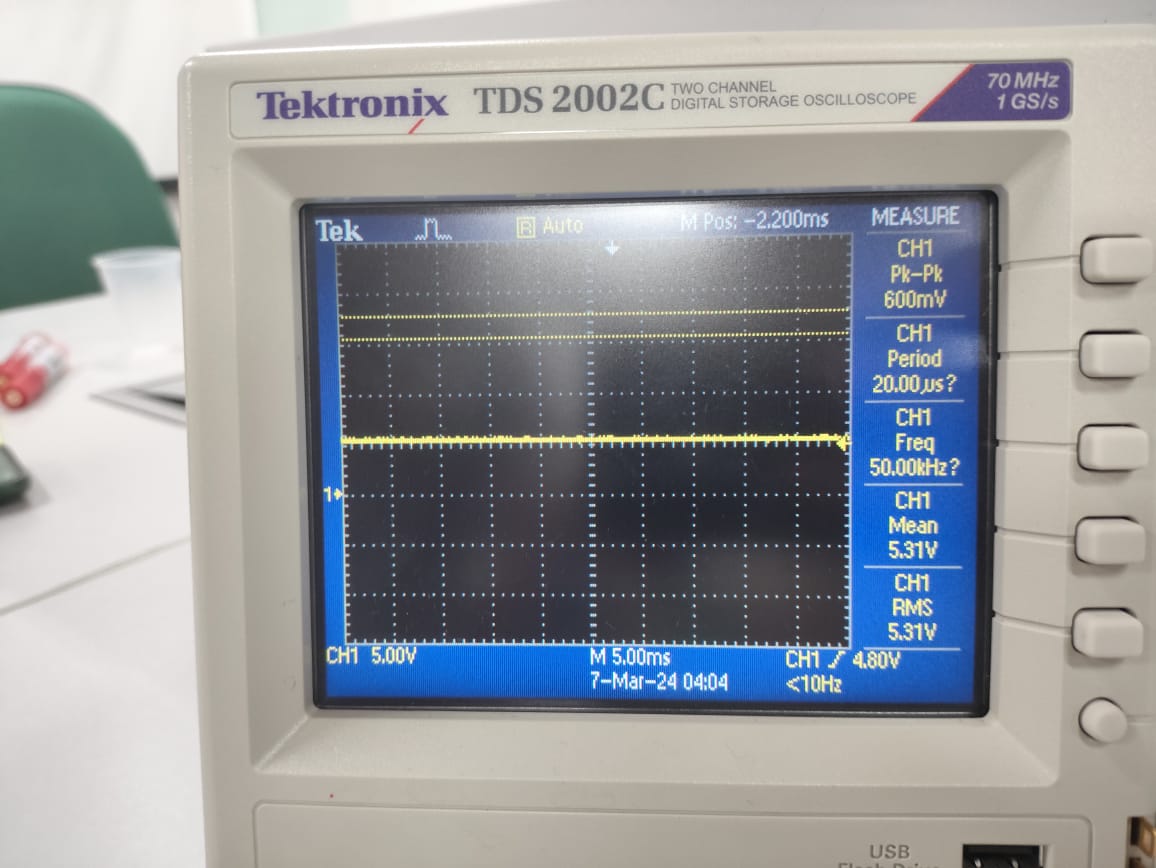 Tektronix TDS 2002C TWO CHANNEL
DIGITAL STORAGE OSCILLOSCOPE
70 MHz
1 GS/s
Tek R Auto M Pos: -2.200ms MEASURE
CH1
Pk-Pk
600mV
CH1
Period
20.00µs?
CH1
Freq
50.00kHz?
CH1
Mean
5.31V
CH1
RMS
5.31V
1
CH1 5.00V M 5.00ms CH1 4.80V
7-Mar-24 04:04 <10Hz
USB
Flash Drive